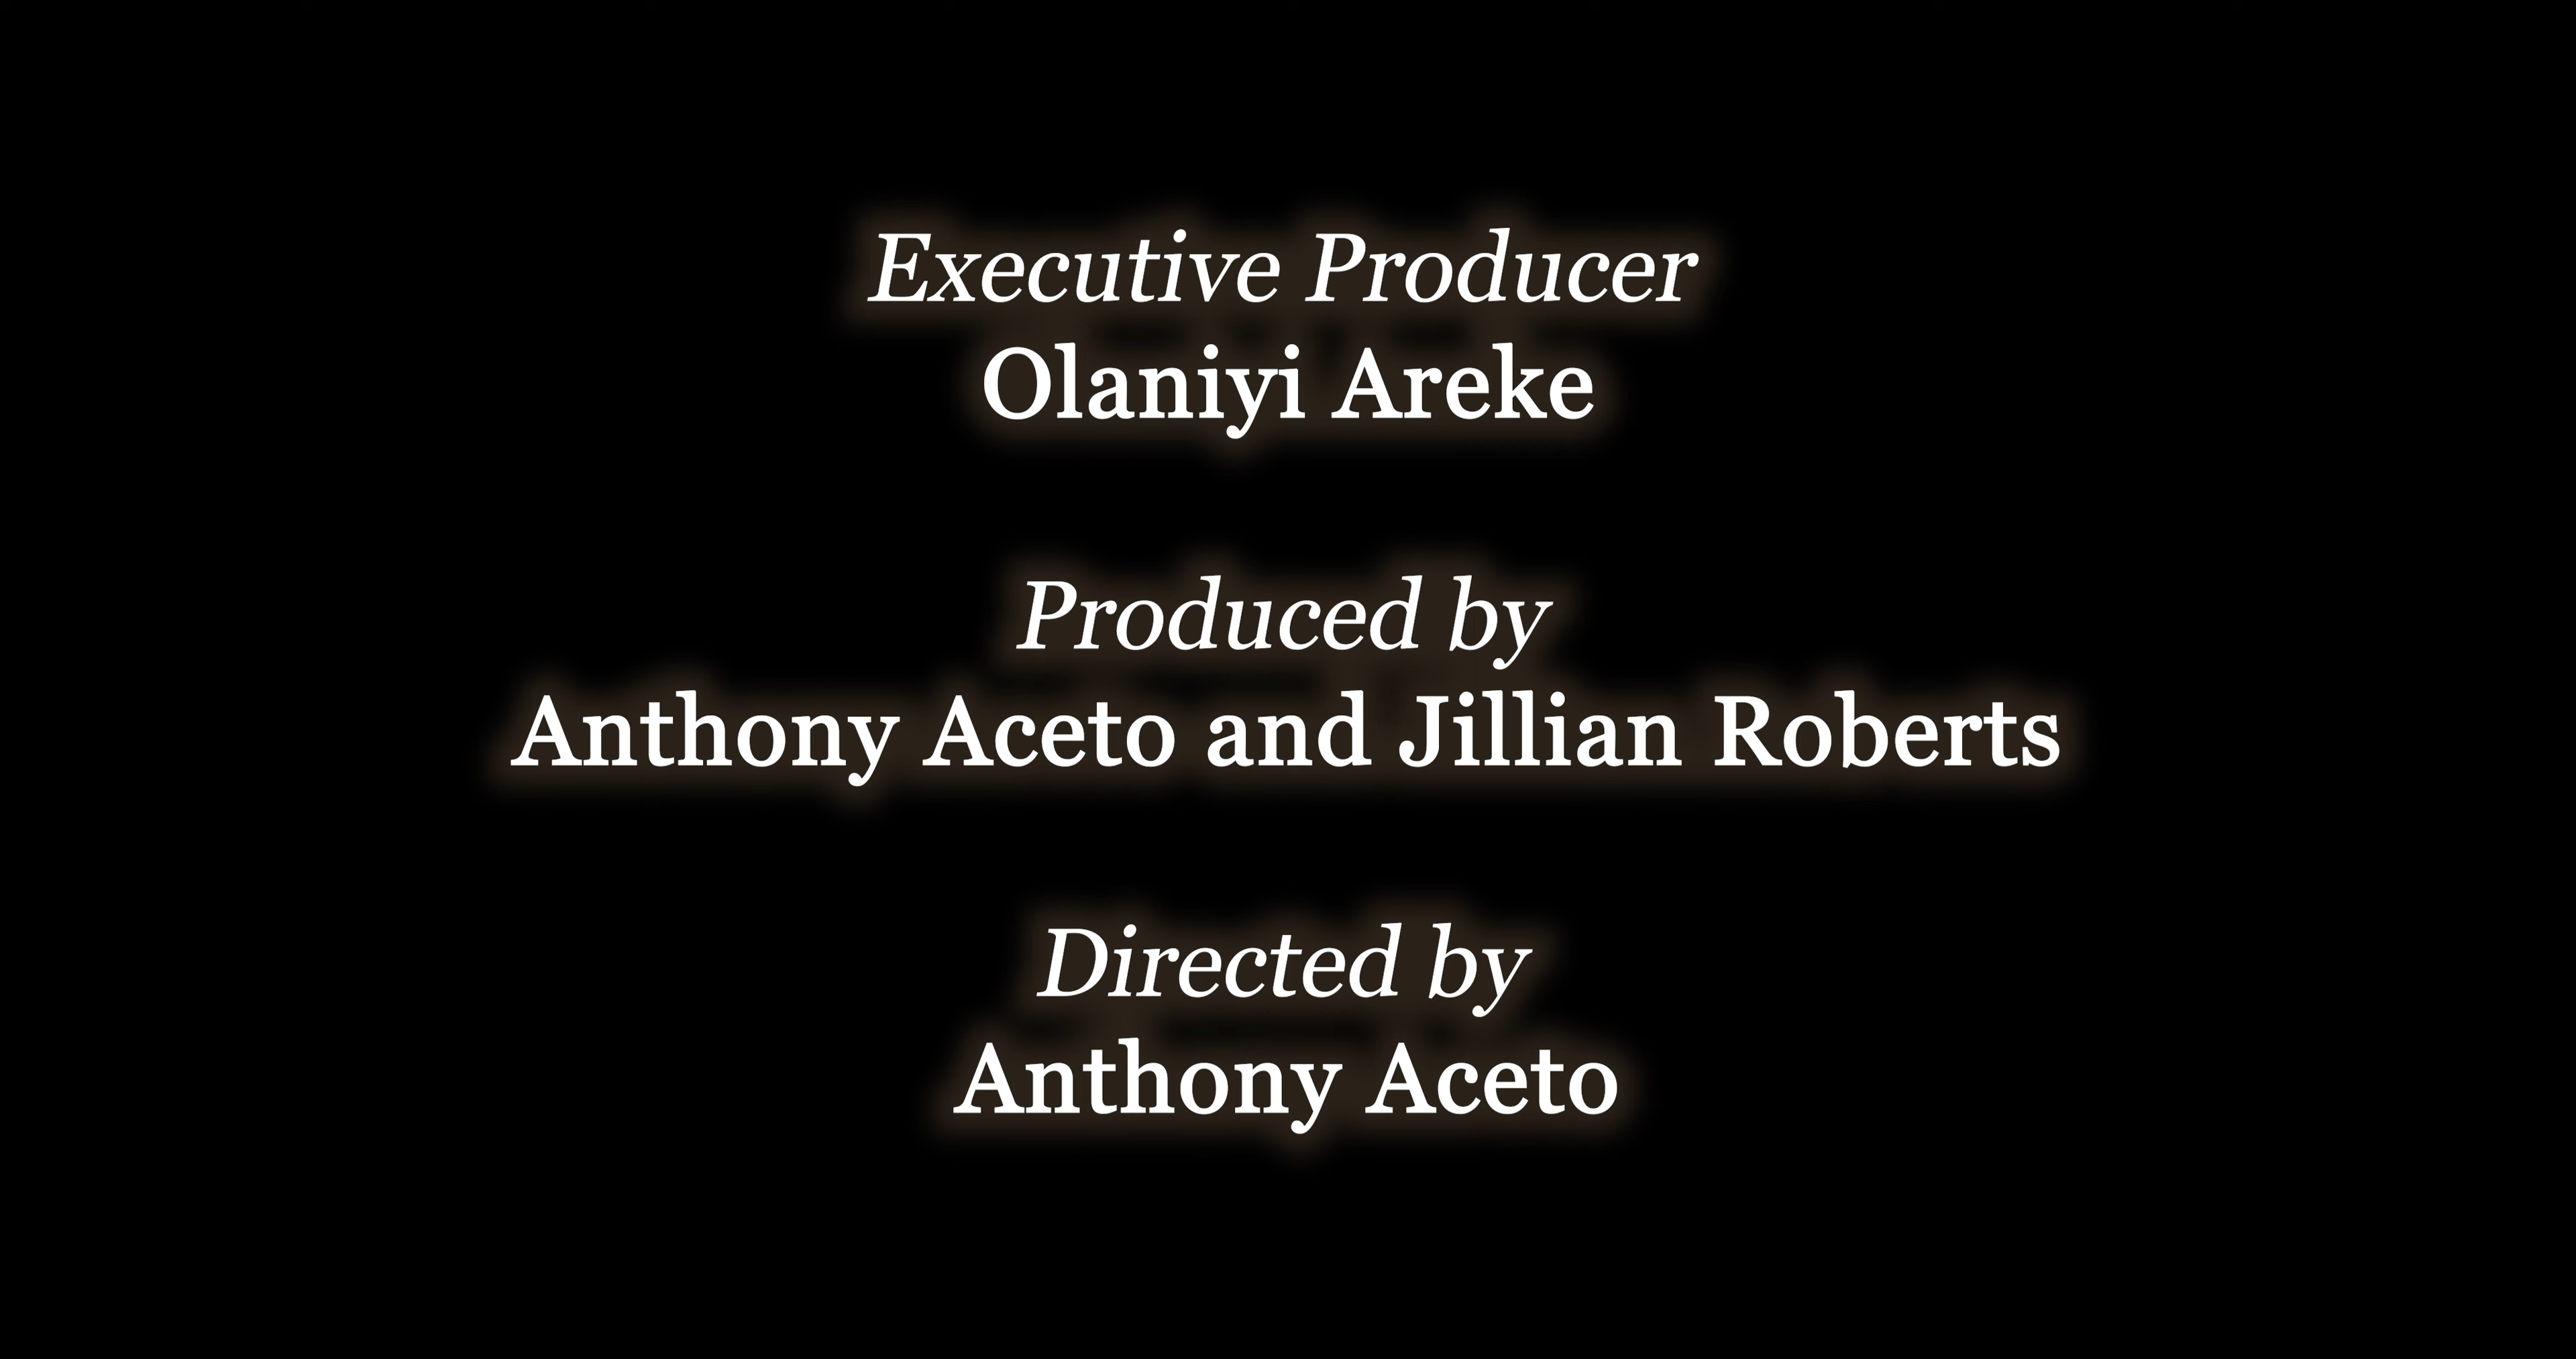 Executive Producer
Olaniyi Areke
Produced by
Anthony Aceto and Jillian Roberts
Directed by
Anthony Aceto